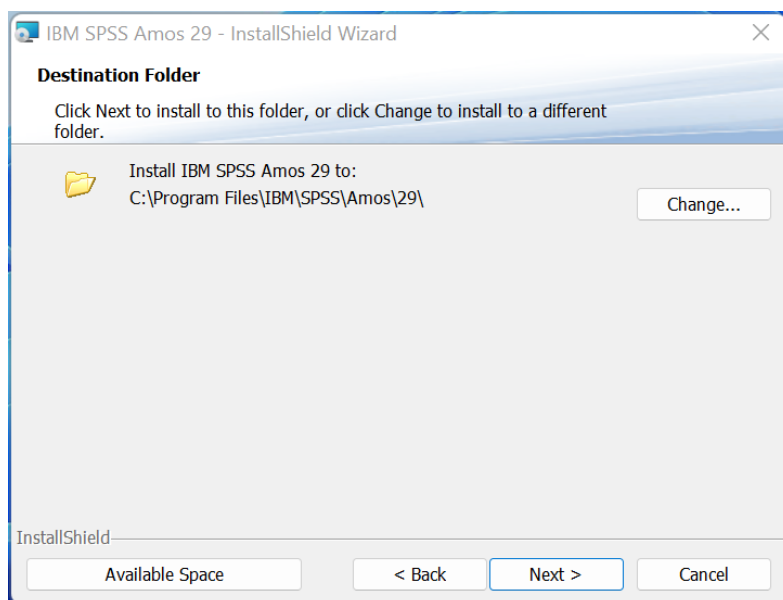 IBM SPSS Amos 29 - InstallShield Wizard
Destination Folder
Click Next to install to this folder, or click Change to install to a different
folder.
Install IBM SPSS Amos 29 to:
C:\Program Files\IBM\SPSS\Amos\29\
Change...
InstallShield
Available Space
< Back
Next >
Cancel